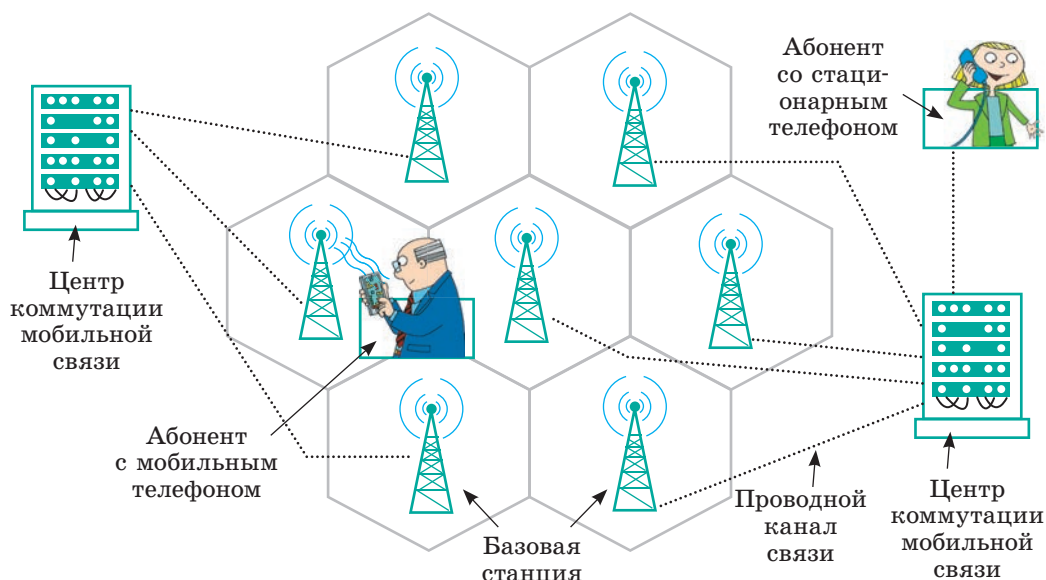 Абонент
со стаци-
онарным
телефоном
Центр
коммутации
мобильной
связи
Абонент
с мобильным
телефоном
Базовая
станция
Проводной
канал
связи
Центр
коммутации
мобильной
связи